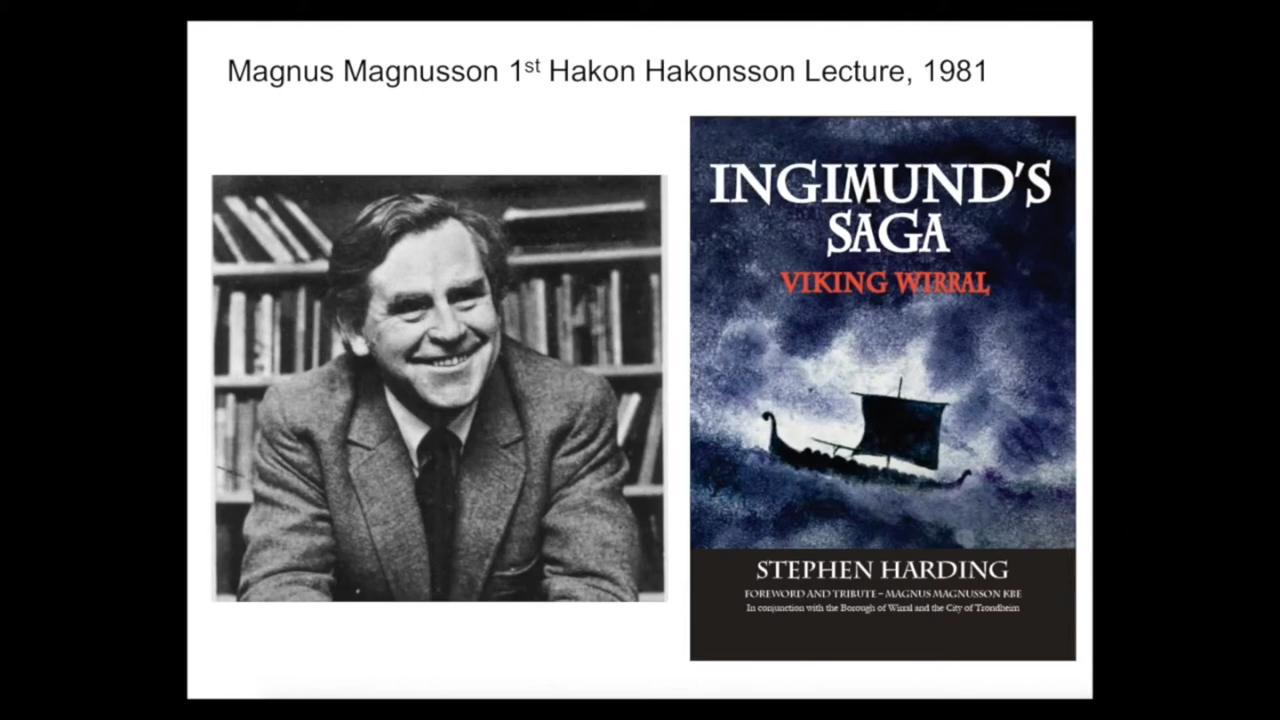 Magnus Magnusson 1st Hakon Hakonsson Lecture, 1981
INGIMUND'S
SAGA
VIKING WIRRAL
STEPHEN HARDING
FOREWORD AND TRIBUTE – MAGNUS MAGNUSSON KBE
In conjunction with the Borough of Wirral and the City of Trondheim